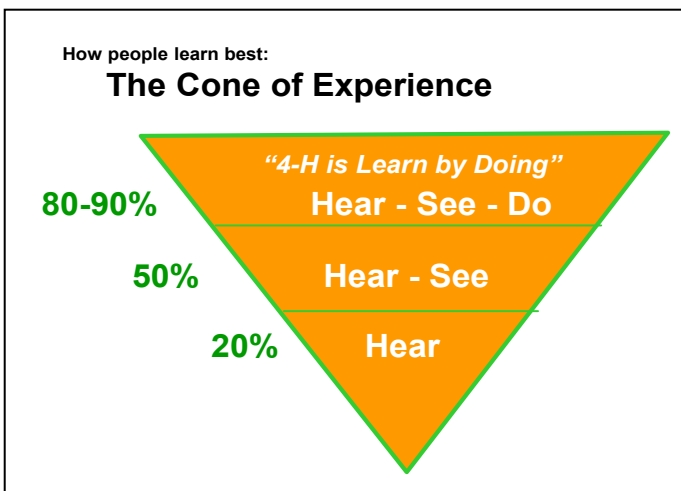 How people learn best:
The Cone of Experience
“4-H is Learn by Doing”
80-90% Hear - See - Do
50% Hear - See
20% Hear